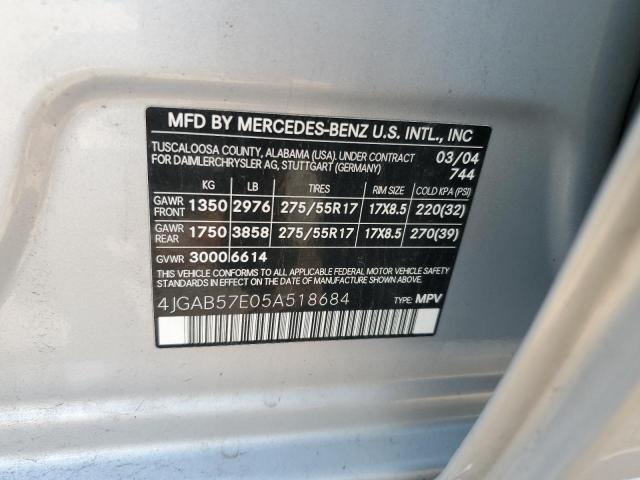 MFD BY MERCEDES-BENZ U.S. INTL., INC
TUSCALOOSA COUNTY, ALABAMA (USA). UNDER CONTRACT 03/04
FOR DAIMLERCHRYSLER AG, STUTTGART (GERMANY) 744
KG LB TIRES RIM SIZE COLD KPA (PSI)
GAWR FRONT 1350 2976 275/55R17 17X8.5 220(32)
GAWR REAR 1750 3858 275/55R17 17X8.5 270(39)
GVWR 3000 6614
THIS VEHICLE CONFORMS TO ALL APPLICABLE FEDERAL MOTOR VEHICLE SAFETY
STANDARDS IN EFFECT ON THE DATE OF MANUFACTURE SHOWN ABOVE.
4JGAB57E05A518684 TYPE: MPV